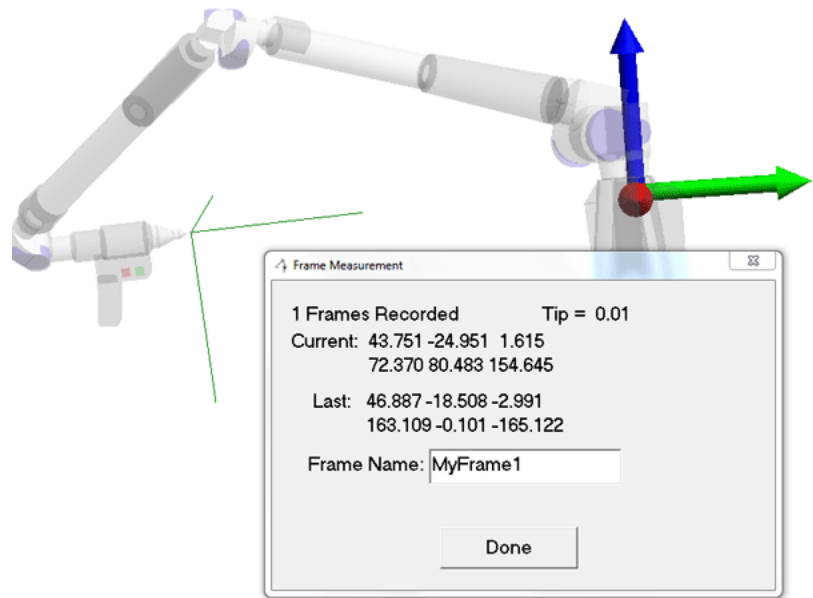 Frame Measurement
1 Frames Recorded Tip = 0.01
Current: 43.751 -24.951 1.615
72.370 80.483 154.645
Last: 46.887 -18.508 -2.991
163.109 -0.101 -165.122
Frame Name: MyFrame1
Done